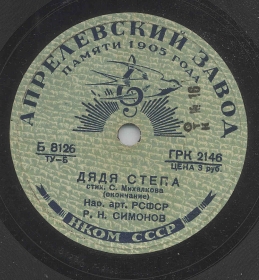 АПРЕЛЕВСКИЙ ЗАВОД
ПАМЯТИ 1905 ГОДА
Б 8126
ТУ-Б
ГРК 2146
ЦЕНА 3 руб.
ДЯДЯ СТЕПА
стих. С. Михалкова
(окончание)
Нар. арт. РСФСР
Р. Н. СИМОНОВ
НКОМ СССР